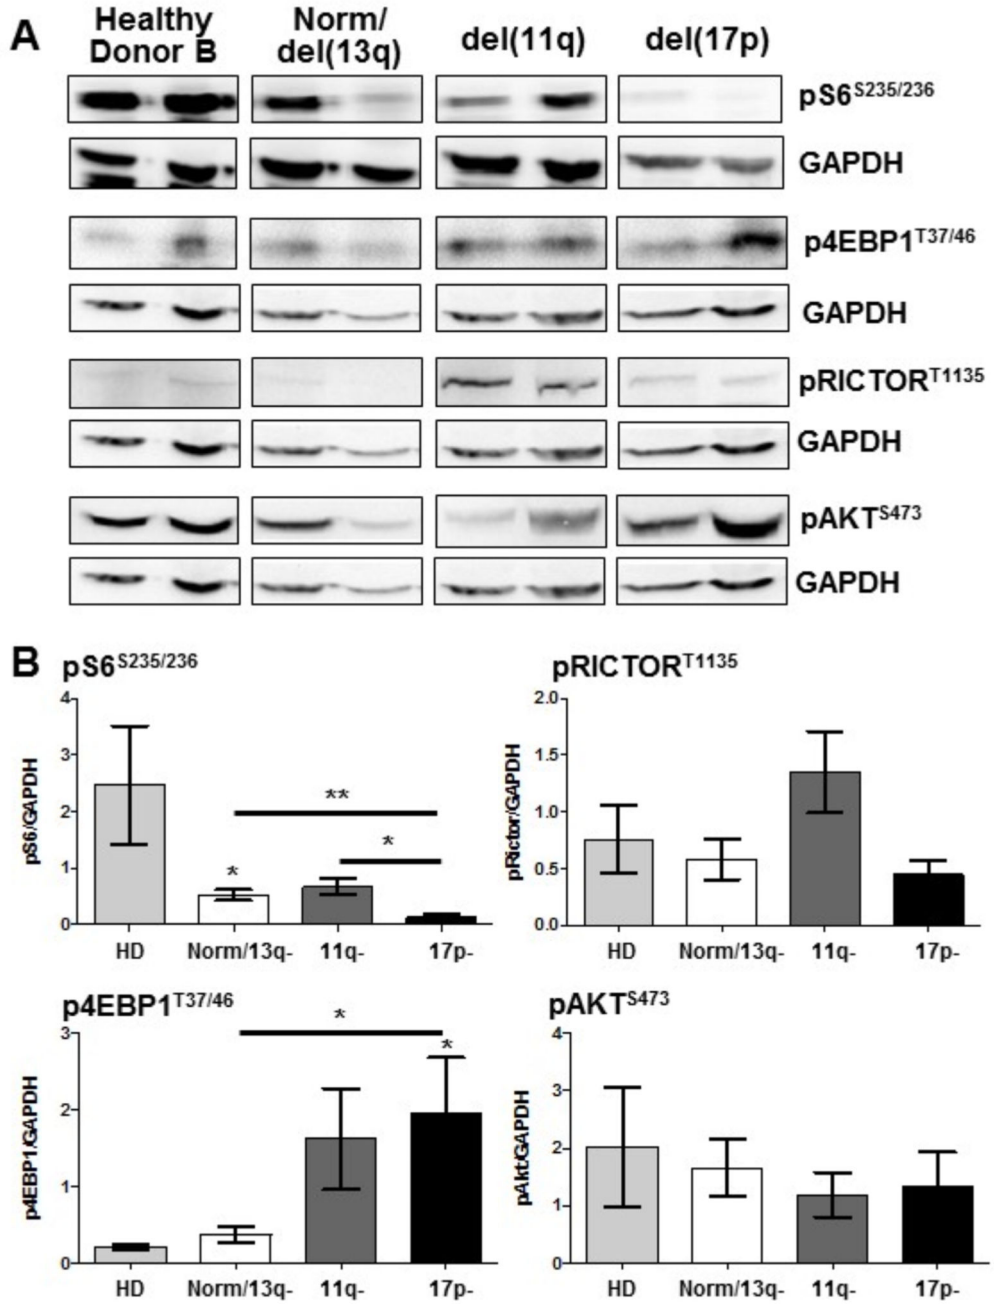 A
Healthy
Donor B
Norm/
del(13q)
del(11q)
del(17p)
pS6S235/236
GAPDH
p4EBP1T37/46
GAPDH
pRICTORT1135
GAPDH
pAKTS473
GAPDH
B
pS6S235/236
pS6/GAPDH
4
3
2
1
0
**
*
*
HD
Norm/13q-
11q-
17p-
pRICTORT1135
pRictor/GAPDH
2.0
1.5
1.0
0.5
0.0
HD
Norm/13q-
11q-
17p-
p4EBP1T37/46
p4EBP1/GAPDH
3
2
1
0
*
*
HD
Norm/13q-
11q-
17p-
pAKTS473
pAkt/GAPDH
4
3
2
1
0
HD
Norm/13q-
11q-
17p-